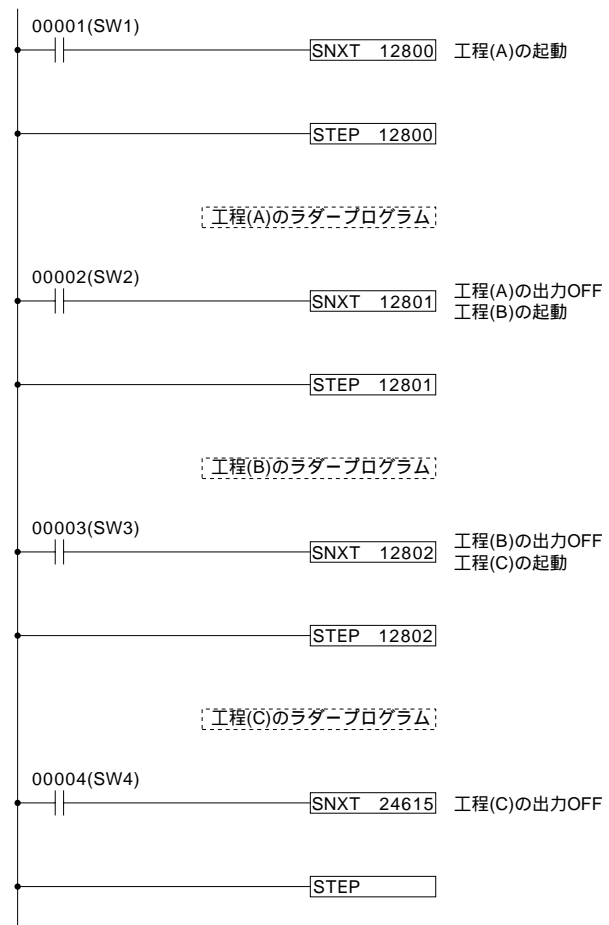 00001(SW1)
SNXT 12800 工程(A)の起動
STEP 12800
工程(A)のラダープログラム
00002(SW2)
SNXT 12801 工程(A)の出力OFF
工程(B)の起動
STEP 12801
工程(B)のラダープログラム
00003(SW3)
SNXT 12802 工程(B)の出力OFF
工程(C)の起動
STEP 12802
工程(C)のラダープログラム
00004(SW4)
SNXT 24615 工程(C)の出力OFF
STEP